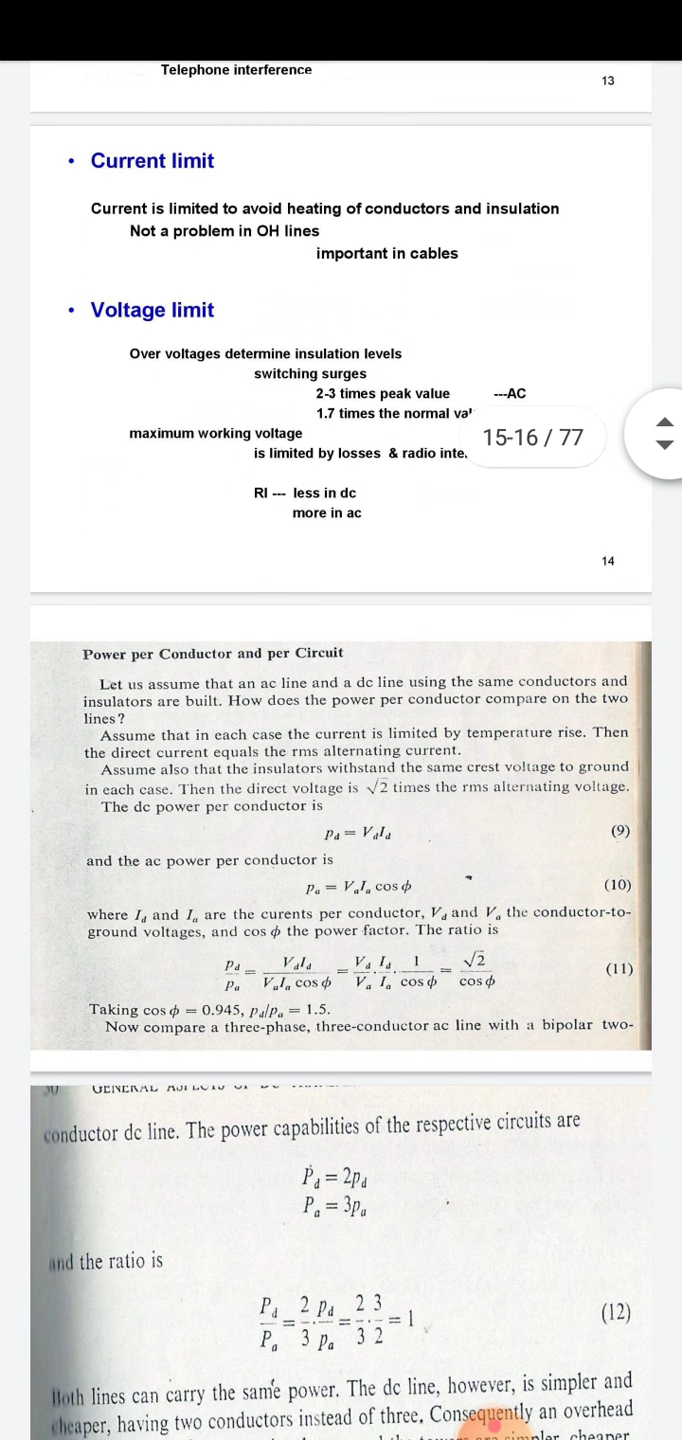 Telephone interference
13
• Current limit
Current is limited to avoid heating of conductors and insulation
Not a problem in OH lines
important in cables
• Voltage limit
Over voltages determine insulation levels
switching surges
2-3 times peak value ---AC
1.7 times the normal
maximum working voltage
15-16 / 77
is limited by losses & radio
RI --- less in dc
more in ac
14
Power per Conductor and per Circuit
Let us assume that an ac line and a dc line using the same conductors and
insulators are built. How does the power per conductor compare on the two
lines?
Assume that in each case the current is limited by temperature rise. Then
the direct current equals the rms alternating current.
Assume also that the insulators withstand the same crest voltage to ground
in each case. Then the direct voltage is √2 times the rms alternating voltage.
The dc power per conductor is
p_d = V_d I_d (9)
and the ac power per conductor is
p_a = V_a I_a cos ϕ (10)
where I_d and I_a are the curents per conductor, V_d and V_a the conductor-to-
ground voltages, and cos ϕ the power factor. The ratio is
p_d / p_a = V_d I_d / V_a I_a cos ϕ = V_d / V_a · I_d / I_a · 1 / cos ϕ = √2 / cos ϕ (11)
Taking cos ϕ = 0.945, p_d/p_a = 1.5.
Now compare a three-phase, three-conductor ac line with a bipolar two-
30 GENERAL ASPECTS OF DC
conductor dc line. The power capabilities of the respective circuits are
P_d = 2p_d
P_a = 3p_a
and the ratio is
P_d / P_a = 2 / 3 · p_d / p_a = 2 / 3 · 3 / 2 = 1 (12)
Both lines can carry the same power. The dc line, however, is simpler and
cheaper, having two conductors instead of three. Consequently an overhead
cheaper